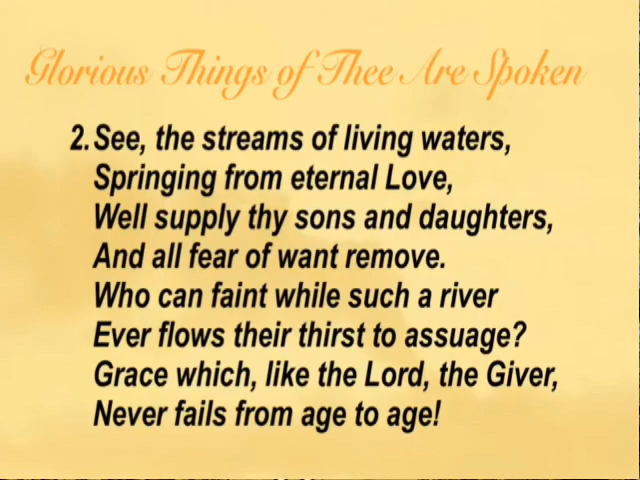 Glorious Things of Thee Are Spoken
2. See, the streams of living waters,
Springing from eternal Love,
Well supply thy sons and daughters,
And all fear of want remove.
Who can faint while such a river
Ever flows their thirst to assuage?
Grace which, like the Lord, the Giver,
Never fails from age to age!